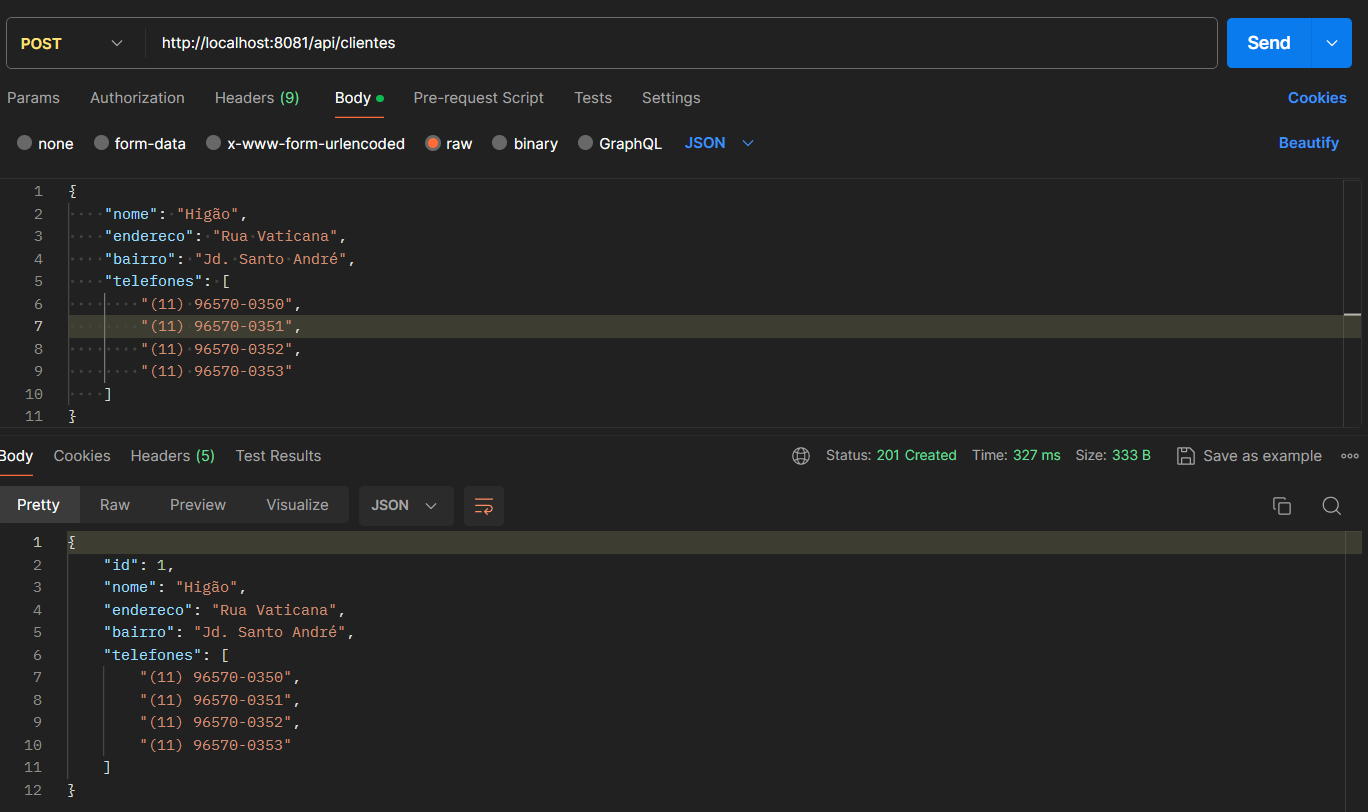 POST http://localhost:8081/api/clientes Send
Params Authorization Headers (9) Body Pre-request Script Tests Settings Cookies
none form-data x-www-form-urlencoded raw binary GraphQL JSON Beautify
1 {
2 "nome": "Higão",
3 "endereco": "Rua Vaticana",
4 "bairro": "Jd. Santo André",
5 "telefones": [
6 "(11) 96570-0350",
7 "(11) 96570-0351",
8 "(11) 96570-0352",
9 "(11) 96570-0353"
10 ]
11 }
Body Cookies Headers (5) Test Results Status: 201 Created Time: 327 ms Size: 333 B Save as example
Pretty Raw Preview Visualize JSON
1 {
2 "id": 1,
3 "nome": "Higão",
4 "endereco": "Rua Vaticana",
5 "bairro": "Jd. Santo André",
6 "telefones": [
7 "(11) 96570-0350",
8 "(11) 96570-0351",
9 "(11) 96570-0352",
10 "(11) 96570-0353"
11 ]
12 }